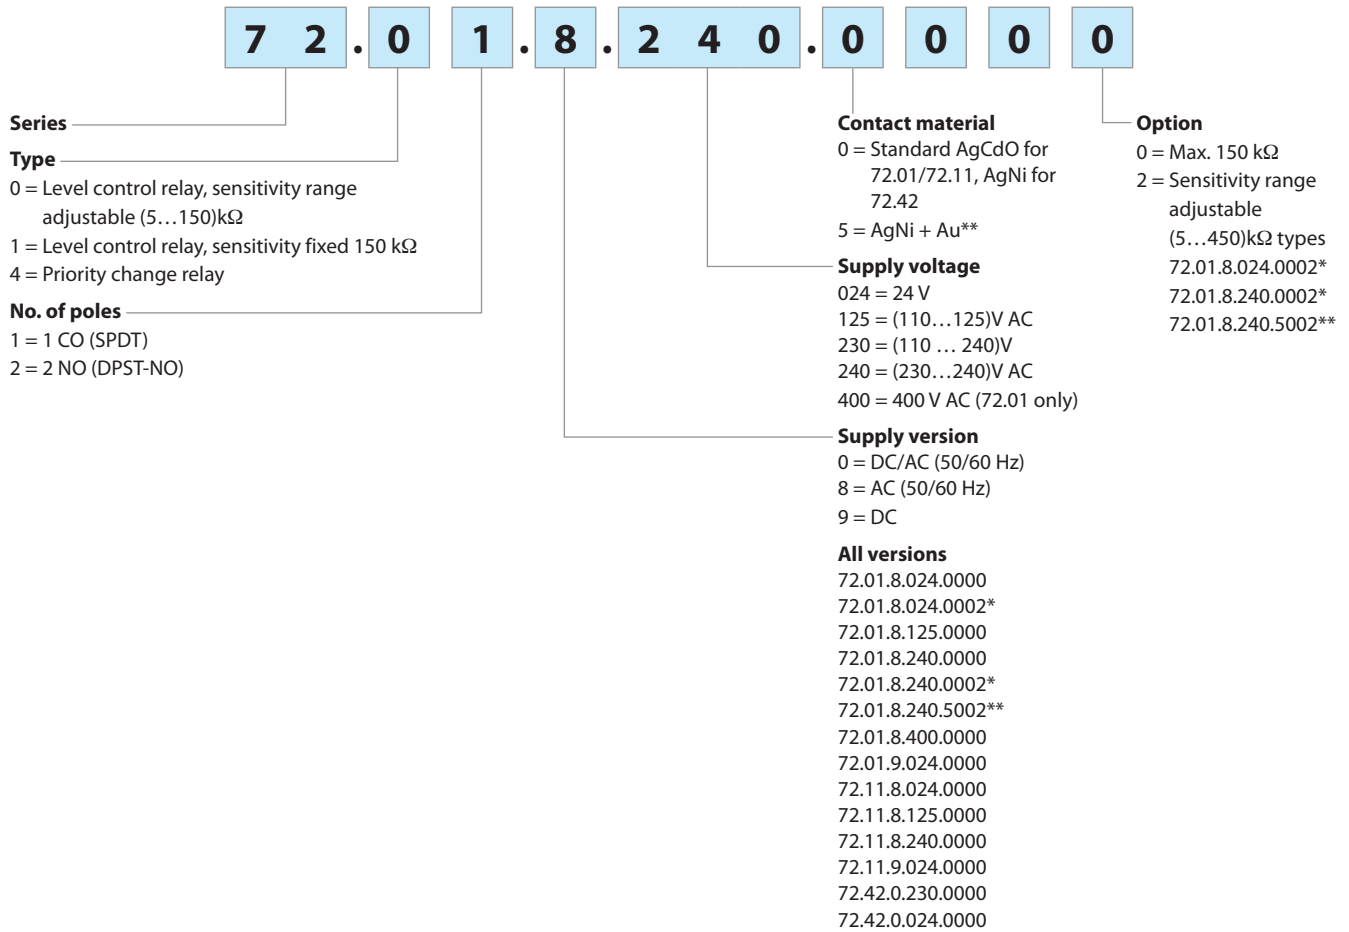 7 2 . 0 1 . 8 . 2 4 0 . 0 0 0 0
Series
Type
0 = Level control relay, sensitivity range
adjustable (5…150)kΩ
1 = Level control relay, sensitivity fixed 150 kΩ
4 = Priority change relay
No. of poles
1 = 1 CO (SPDT)
2 = 2 NO (DPST-NO)
Contact material
0 = Standard AgCdO for
72.01/72.11, AgNi for
72.42
5 = AgNi + Au**
Supply voltage
024 = 24 V
125 = (110…125)V AC
230 = (110 … 240)V
240 = (230…240)V AC
400 = 400 V AC (72.01 only)
Supply version
0 = DC/AC (50/60 Hz)
8 = AC (50/60 Hz)
9 = DC
All versions
72.01.8.024.0000
72.01.8.024.0002*
72.01.8.125.0000
72.01.8.240.0000
72.01.8.240.0002*
72.01.8.240.5002**
72.01.8.400.0000
72.01.9.024.0000
72.11.8.024.0000
72.11.8.125.0000
72.11.8.240.0000
72.11.9.024.0000
72.42.0.230.0000
72.42.0.024.0000
Option
0 = Max. 150 kΩ
2 = Sensitivity range
adjustable
(5…450)kΩ types
72.01.8.024.0002*
72.01.8.240.0002*
72.01.8.240.5002**